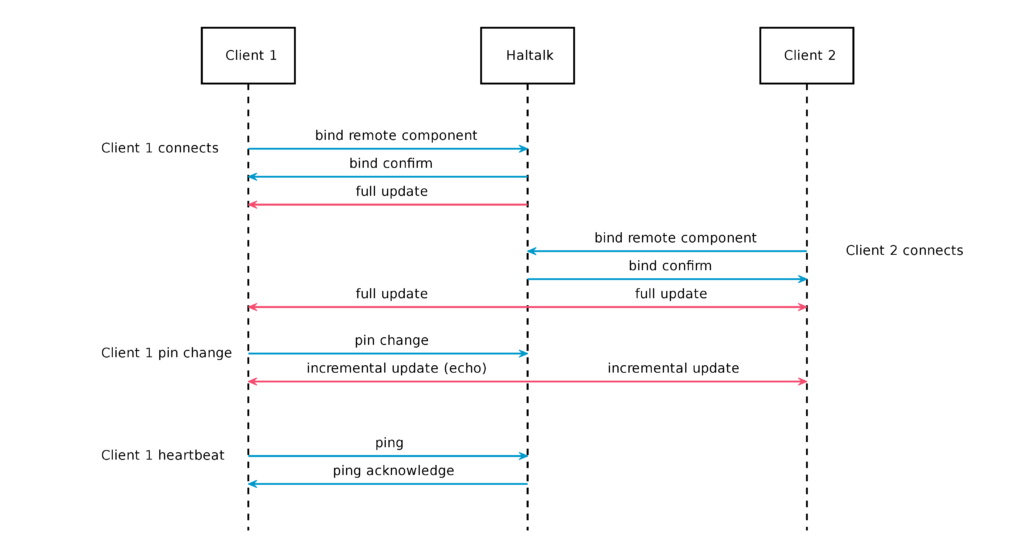 Client 1
Haltalk
Client 2
bind remote component
Client 1 connects
bind confirm
full update
bind remote component
Client 2 connects
bind confirm
full update
full update
pin change
Client 1 pin change
incremental update (echo)
incremental update
ping
Client 1 heartbeat
ping acknowledge